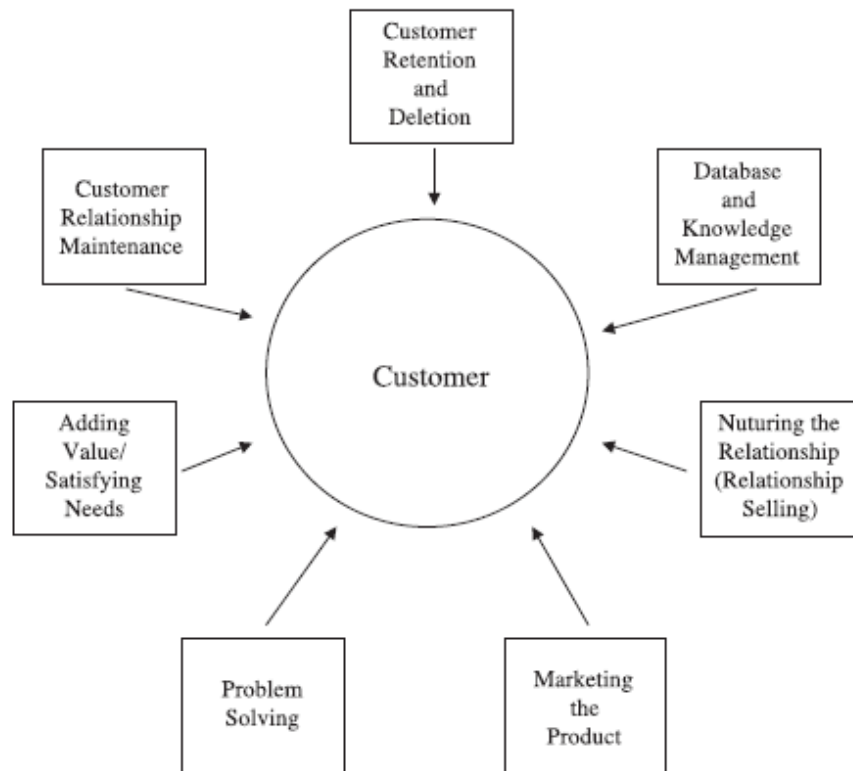 Customer
Retention
and
Deletion
Customer
Relationship
Maintenance
Database
and
Knowledge
Management
Customer
Adding
Value/
Satisfying
Needs
Nuturing the
Relationship
(Relationship
Selling)
Problem
Solving
Marketing
the
Product